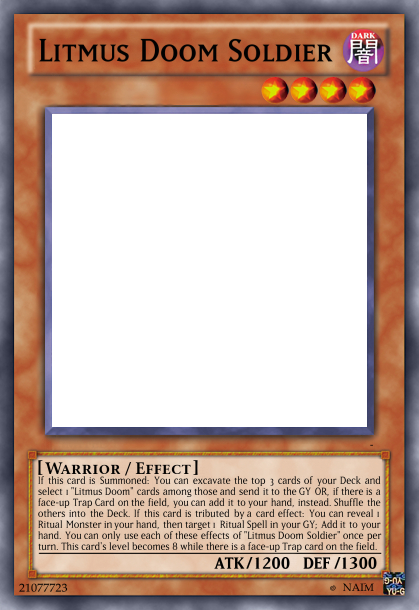 LITMUS DOOM SOLDIER
DARK
闇
-
[WARRIOR / EFFECT]
If this card is Summoned: You can excavate the top 3 cards of your Deck and
select 1 "Litmus Doom" cards among those and send it to the GY OR, if there is a
face-up Trap Card on the field, you can add it to your hand, instead. Shuffle the
others into the Deck. If this card is tributed by a card effect: You can reveal 1
Ritual Monster in your hand, then target 1 Ritual Spell in your GY; Add it to your
hand. You can only use each of these effects of "Litmus Doom Soldier" once per
turn. This card's level becomes 8 while there is a face-up Trap card on the field.
ATK/1200 DEF/1300
21077723
© NAIM